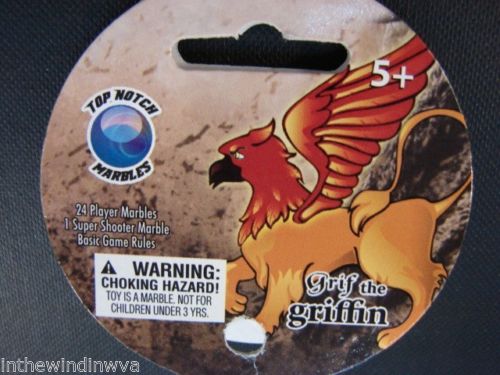 TOP NOTCH
MARBLES
5+
24 Player Marbles
1 Super Shooter Marble
Basic Game Rules
WARNING:
CHOKING HAZARD!
TOY IS A MARBLE. NOT FOR
CHILDREN UNDER 3 YRS.
Grif the
griffin
inthewindinwva